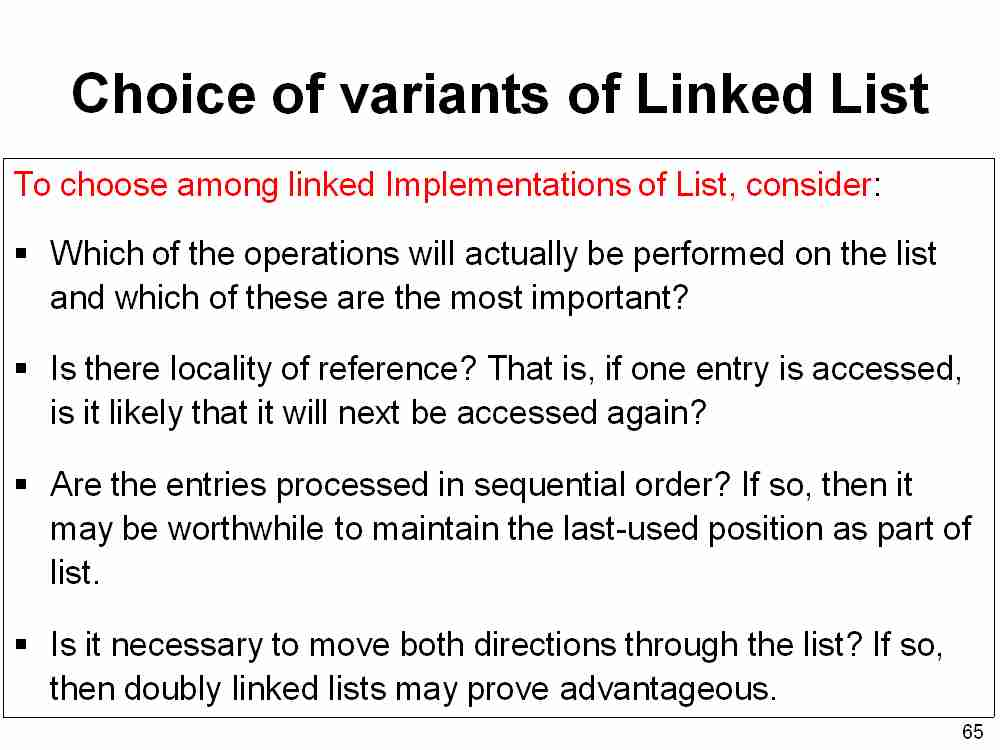 Choice of variants of Linked List
To choose among linked Implementations of List, consider:
▪ Which of the operations will actually be performed on the list
and which of these are the most important?
▪ Is there locality of reference? That is, if one entry is accessed,
is it likely that it will next be accessed again?
▪ Are the entries processed in sequential order? If so, then it
may be worthwhile to maintain the last-used position as part of
list.
▪ Is it necessary to move both directions through the list? If so,
then doubly linked lists may prove advantageous.
65